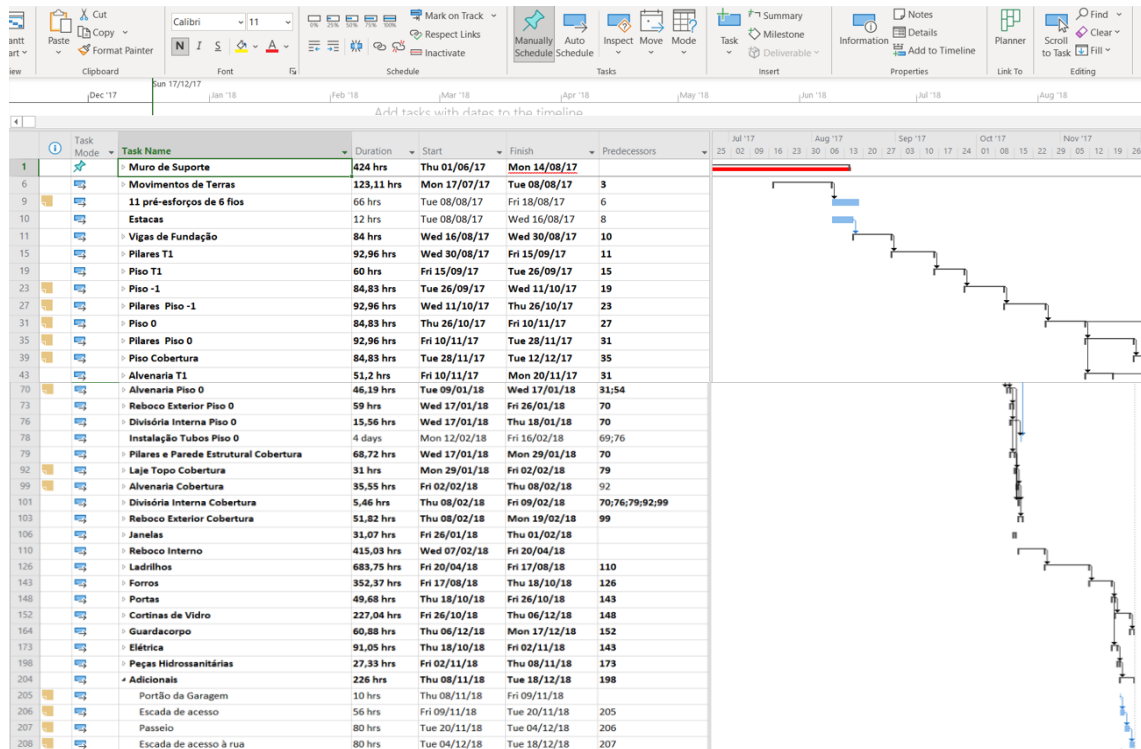 Cut
Copy
Format Painter
Paste
Clipboard
Calibri 11
N I S A
Font
0% 25% 50% 75% 100%
Mark on Track
Respect Links
Inactivate
Schedule
Manually Schedule
Auto Schedule
Inspect Move Mode
Tasks
Task
Summary
Milestone
Deliverable
Insert
Information
Notes
Details
Add to Timeline
Properties
Planner
Link To
Scroll to Task
Find
Clear
Fill
Editing
Sun 17/12/17
Dec '17 Jan '18 Feb '18 Mar '18 Apr '18 May '18 Jun '18 Jul '18 Aug '18
Add tasks with dates to the timeline
Task Mode Task Name Duration Start Finish Predecessors
Jul '17 Aug '17 Sep '17 Oct '17 Nov '17
25 02 09 16 23 30 06 13 20 27 03 10 17 24 01 08 15 22 29 05 12 19 26
1 Muro de Suporte 424 hrs Thu 01/06/17 Mon 14/08/17
6 Movimentos de Terras 123,11 hrs Mon 17/07/17 Tue 08/08/17 3
9 11 pré-esforços de 6 fios 66 hrs Tue 08/08/17 Fri 18/08/17 6
10 Estacas 12 hrs Tue 08/08/17 Wed 16/08/17 8
11 Vigas de Fundação 84 hrs Wed 16/08/17 Wed 30/08/17 10
15 Pilares T1 92,96 hrs Wed 30/08/17 Fri 15/09/17 11
19 Piso T1 60 hrs Fri 15/09/17 Tue 26/09/17 15
23 Piso -1 84,83 hrs Tue 26/09/17 Wed 11/10/17 19
27 Pilares Piso -1 92,96 hrs Wed 11/10/17 Thu 26/10/17 23
31 Piso 0 84,83 hrs Thu 26/10/17 Fri 10/11/17 27
35 Pilares Piso 0 92,96 hrs Fri 10/11/17 Tue 28/11/17 31
39 Piso Cobertura 84,83 hrs Tue 28/11/17 Tue 12/12/17 35
43 Alvenaria T1 51,2 hrs Fri 10/11/17 Mon 20/11/17 31
70 Alvenaria Piso 0 46,19 hrs Tue 09/01/18 Wed 17/01/18 31;54
73 Reboco Exterior Piso 0 59 hrs Wed 17/01/18 Fri 26/01/18 70
76 Divisória Interna Piso 0 15,56 hrs Wed 17/01/18 Thu 18/01/18 70
78 Instalação Tubos Piso 0 4 days Mon 12/02/18 Fri 16/02/18 69;76
79 Pilares e Parede Estrutural Cobertura 68,72 hrs Wed 17/01/18 Mon 29/01/18 70
92 Laje Topo Cobertura 31 hrs Mon 29/01/18 Fri 02/02/18 79
99 Alvenaria Cobertura 35,55 hrs Fri 02/02/18 Thu 08/02/18 92
101 Divisória Interna Cobertura 5,46 hrs Thu 08/02/18 Fri 09/02/18 70;76;79;92;99
103 Reboco Exterior Cobertura 51,82 hrs Thu 08/02/18 Mon 19/02/18 99
106 Janelas 31,07 hrs Fri 26/01/18 Thu 01/02/18
110 Reboco Interno 415,03 hrs Wed 07/02/18 Fri 20/04/18
126 Ladrilhos 683,75 hrs Fri 20/04/18 Fri 17/08/18 110
143 Forros 352,37 hrs Fri 17/08/18 Thu 18/10/18 126
148 Portas 49,68 hrs Thu 18/10/18 Fri 26/10/18 143
152 Cortinas de Vidro 227,04 hrs Fri 26/10/18 Thu 06/12/18 148
164 Guardacorpo 60,88 hrs Thu 06/12/18 Mon 17/12/18 152
173 Elétrica 91,05 hrs Thu 18/10/18 Fri 02/11/18 143
198 Peças Hidrossanitárias 27,33 hrs Fri 02/11/18 Thu 08/11/18 173
204 Adicionais 226 hrs Thu 08/11/18 Tue 18/12/18 198
205 Portão da Garagem 10 hrs Thu 08/11/18 Fri 09/11/18
206 Escada de acesso 56 hrs Fri 09/11/18 Tue 20/11/18 205
207 Passeio 80 hrs Tue 20/11/18 Tue 04/12/18 206
208 Escada de acesso à rua 80 hrs Tue 04/12/18 Tue 18/12/18 207